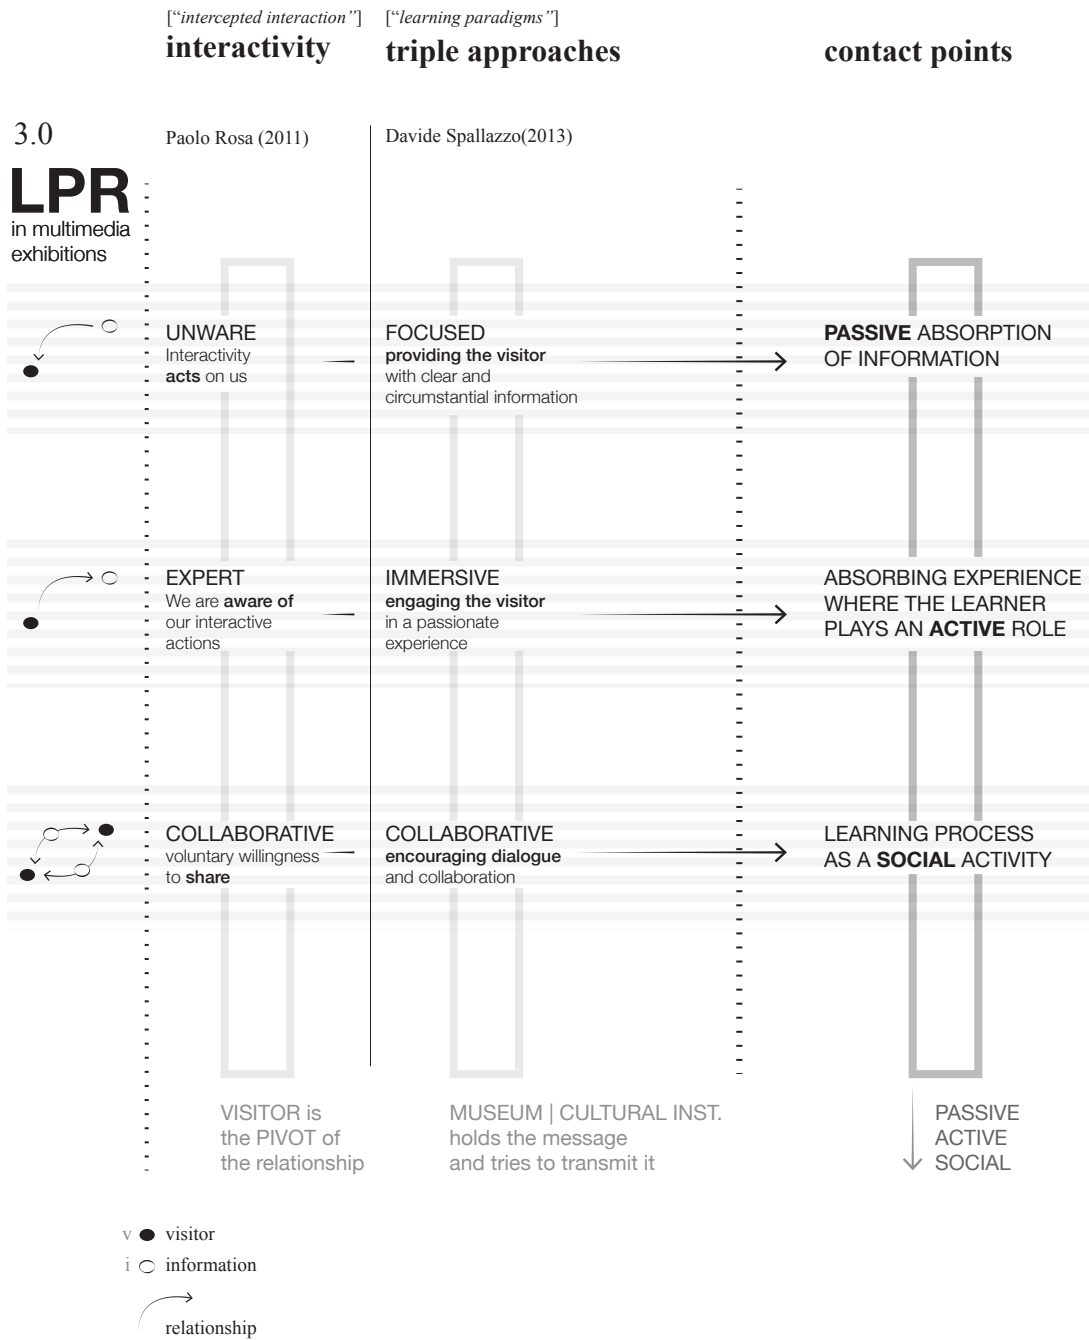 [“intercepted interaction”]
interactivity
[“learning paradigms”]
triple approaches
contact points
3.0
LPR
in multimedia
exhibitions
Paolo Rosa (2011)
Davide Spallazzo(2013)
UNWARE
Interactivity
acts on us
FOCUSED
providing the visitor
with clear and
circumstantial information
PASSIVE ABSORPTION
OF INFORMATION
EXPERT
We are aware of
our interactive
actions
IMMERSIVE
engaging the visitor
in a passionate
experience
ABSORBING EXPERIENCE
WHERE THE LEARNER
PLAYS AN ACTIVE ROLE
COLLABORATIVE
voluntary willingness
to share
COLLABORATIVE
encouraging dialogue
and collaboration
LEARNING PROCESS
AS A SOCIAL ACTIVITY
VISITOR is
the PIVOT of
the relationship
MUSEUM | CULTURAL INST.
holds the message
and tries to transmit it
PASSIVE
ACTIVE
SOCIAL
v visitor
i information
relationship